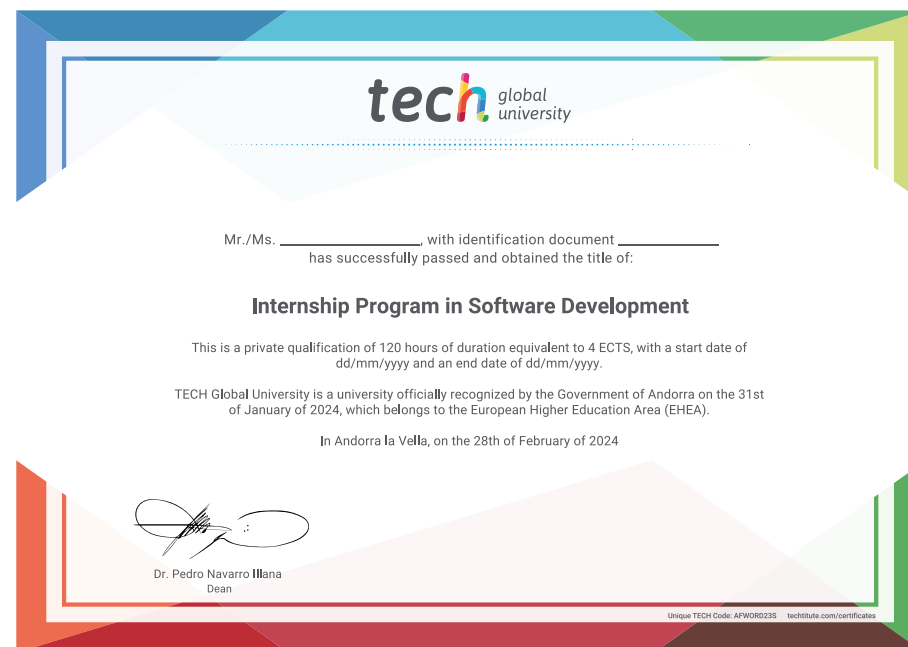 tech global
university
Mr./Ms. ____________________, with identification document ______________
has successfully passed and obtained the title of:
Internship Program in Software Development
This is a private qualification of 120 hours of duration equivalent to 4 ECTS, with a start date of
dd/mm/yyyy and an end date of dd/mm/yyyy.
TECH Global University is a university officially recognized by the Government of Andorra on the 31st
of January of 2024, which belongs to the European Higher Education Area (EHEA).
In Andorra la Vella, on the 28th of February of 2024
Dr. Pedro Navarro Illana
Dean
Unique TECH Code: AFWORD23S techtitute.com/certificates